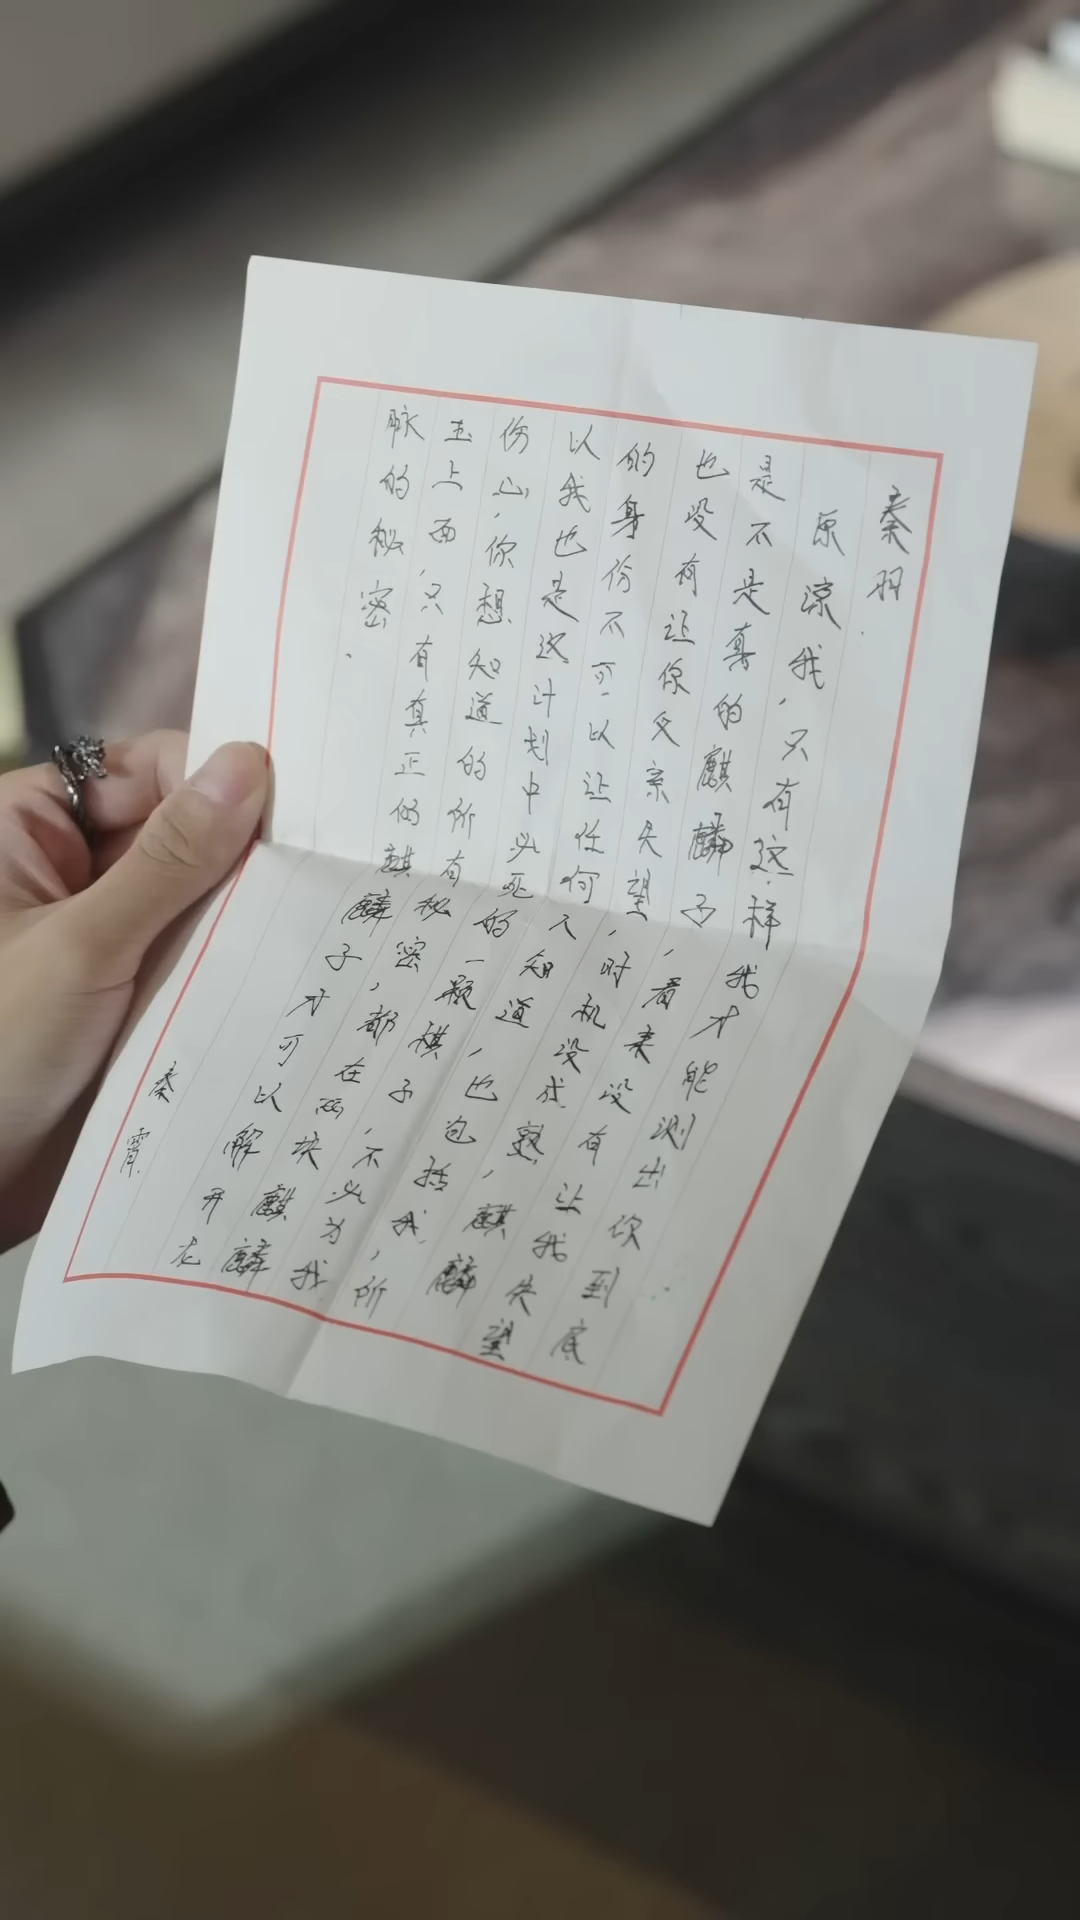 秦羽.
原谅我,只有这样我才能测出你到底
是不是真的麒麟子,看来没有让我失望
也没有让你父亲失望,时机没成熟,麒麟
的身份不可以让任何人知道,也包括我,所
以我也是这计划中必死的一颗棋子,不必为我
伤心,你想知道的所有秘密,都在两块麒麟
玉上面,只有真正的麒麟子才可以解开龙
脉的秘密.
秦霄